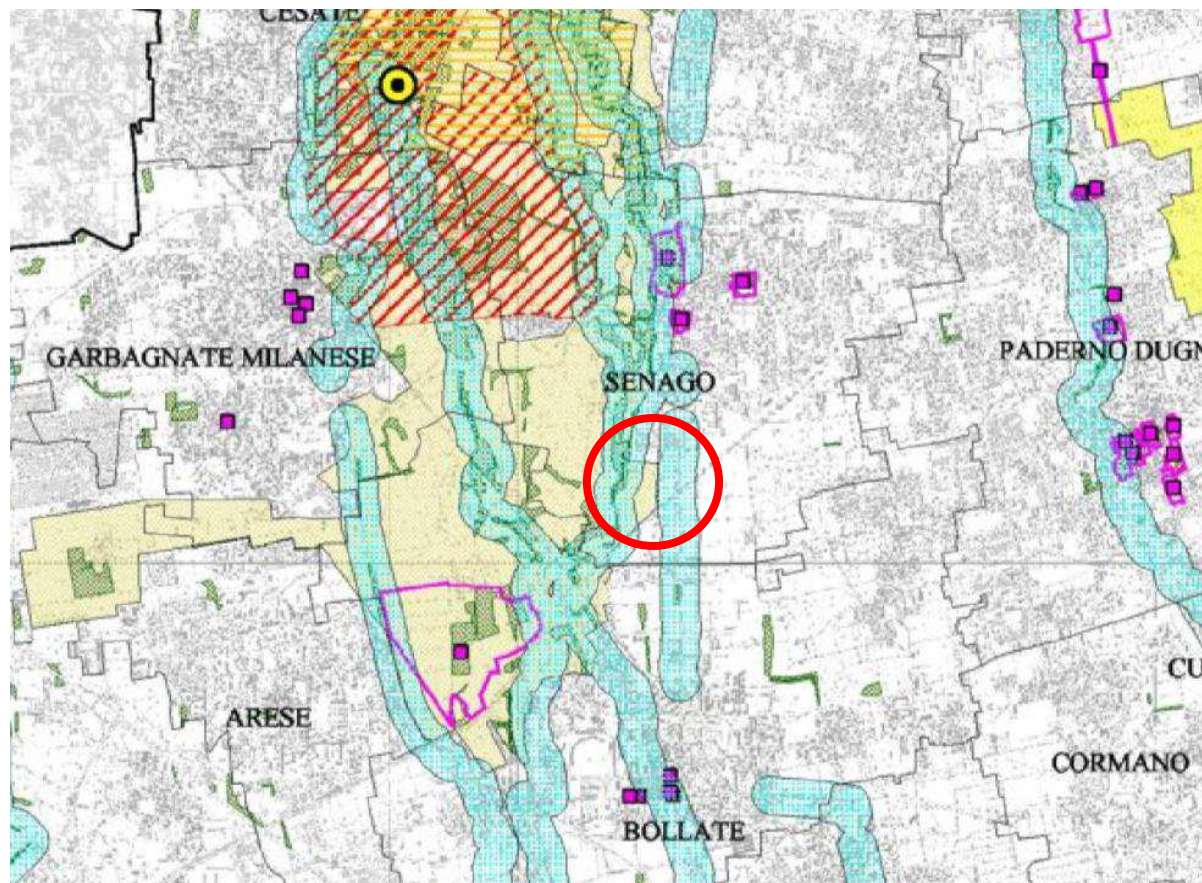 CESATE
GARBAGNATE MILANESE
SENAGO
PADERNO DUGN
ARESE
CU
CORMANO
BOLLATE